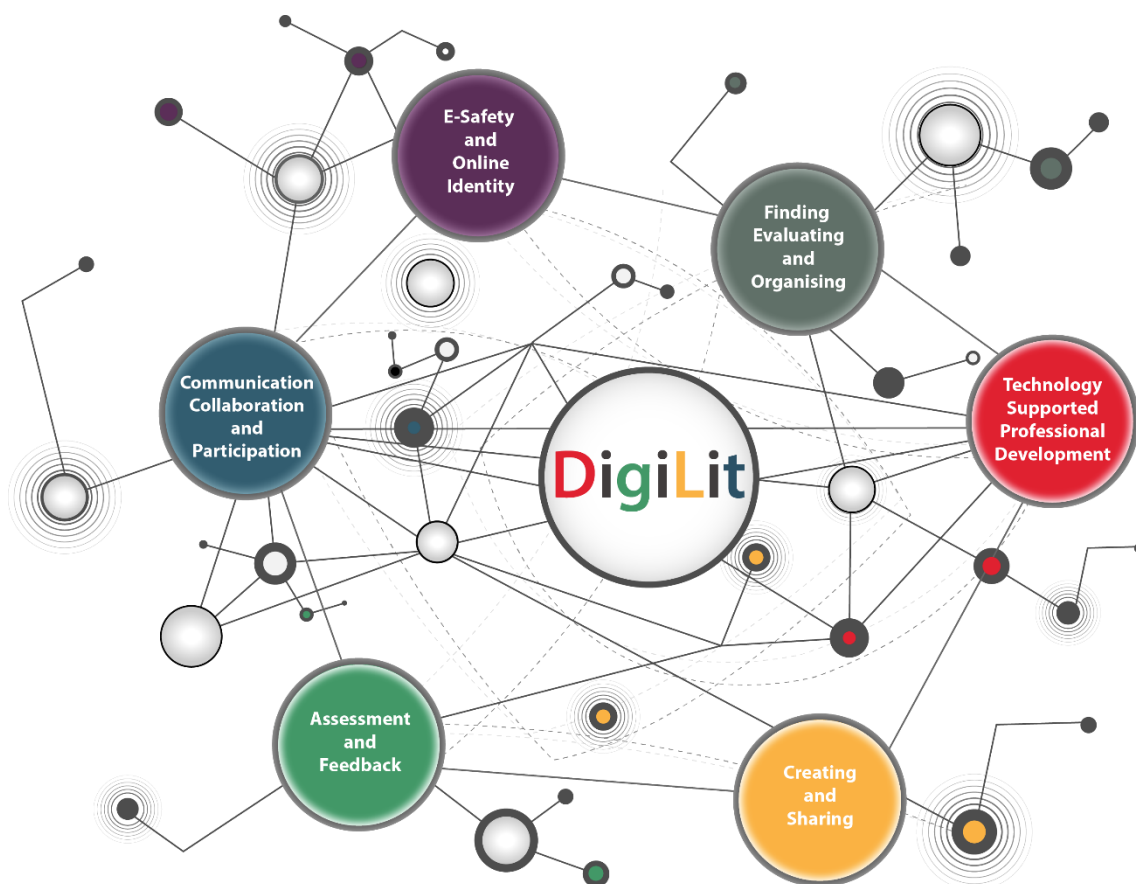 E-Safety
and
Online
Identity
Finding
Evaluating
and
Organising
Communication
Collaboration
and
Participation
Technology
Supported
Professional
Development
DigiLit
Assessment
and
Feedback
Creating
and
Sharing